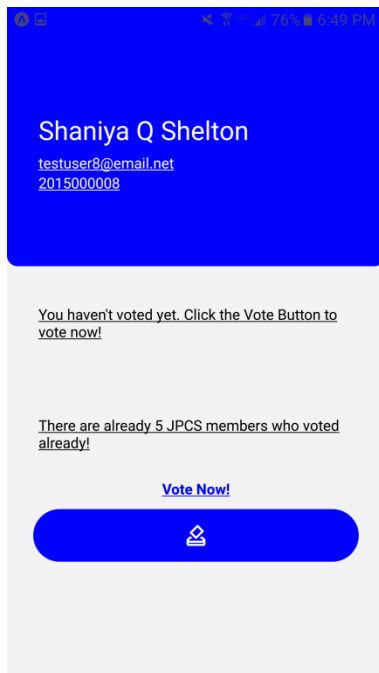 76% 6:49 PM
Shaniya Q Shelton
testuser8@email.net
2015000008
You haven't voted yet. Click the Vote Button to
vote now!
There are already 5 JPCS members who voted
already!
Vote Now!